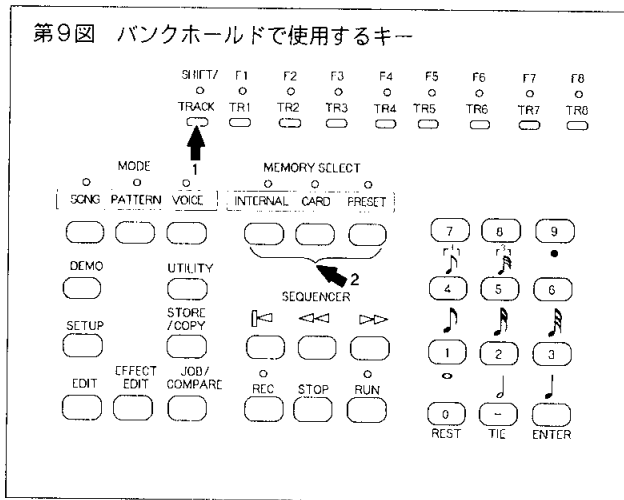 第9図 バンクホールドで使用するキー
SHIFT/ F1 F2 F3 F4 F5 F6 F7 F8
TRACK TR1 TR2 TR3 TR4 TR5 TR6 TR7 TR8
1
MODE MEMORY SELECT
SONG PATTERN VOICE INTERNAL CARD PRESET
7 8 9
2
DEMO UTILITY
4 5 6
SEQUENCER
SETUP STORE /COPY
1 2 3
EDIT EFFECT EDIT JOB/ COMPARE REC STOP RUN
0 - ENTER
REST TIE